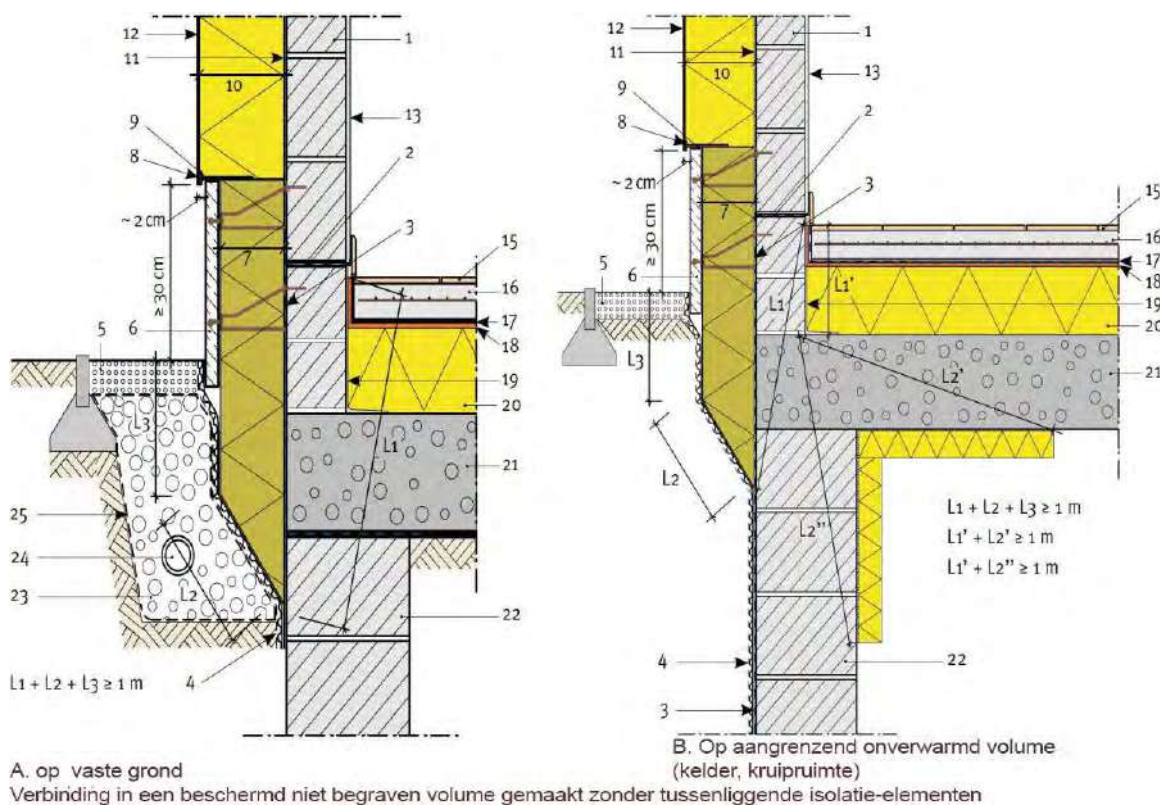 12
11
10
9
8
~2 cm
7
≥ 30 cm
6
5
L3
25
24
23
L2
4
L1 + L2 + L3 ≥ 1 m
1
13
2
3
15
16
17
18
19
20
L1
21
22
A. op vaste grond
12
11
10
9
8
~2 cm
7
≥ 30 cm
6
5
L3
L2
4
3
1
13
2
3
15
16
17
18
19
20
21
L1
L1'
L2'
L2''
22
L1 + L2 + L3 ≥ 1 m
L1' + L2' ≥ 1 m
L1' + L2'' ≥ 1 m
B. Op aangrenzend onverwarmd volume
(kelder, kruipruimte)
Verbinding in een beschermd niet begraven volume gemaakt zonder tussenliggende isolatie-elementen